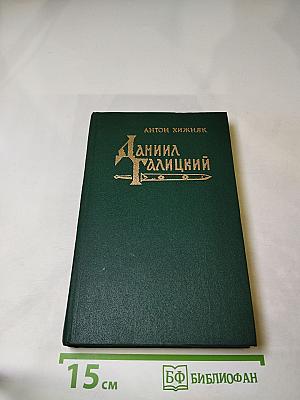 АНТОН ХИЖНЯК
ДАНИИЛ
ГАЛИЦКИЙ
15 см
БФ БИБЛИОФАН